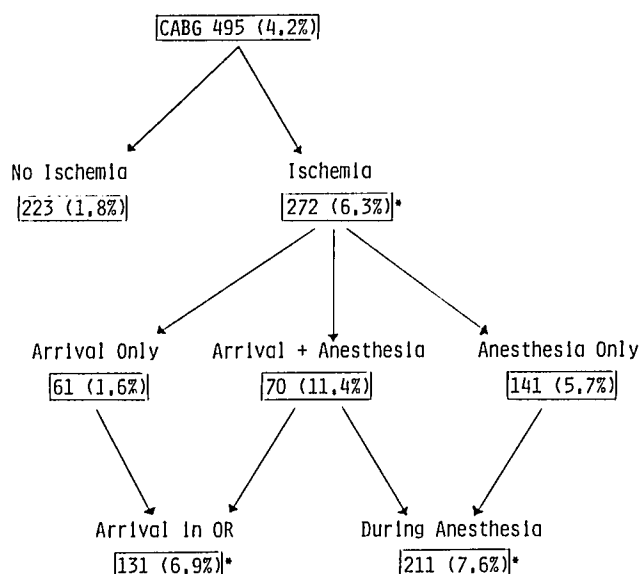 CABG 495 (4.2%)
No Ischemia
223 (1.8%)
Ischemia
272 (6.3%)*
Arrival Only
61 (1.6%)
Arrival + Anesthesia
70 (11.4%)
Anesthesia Only
141 (5.7%)
Arrival in OR
131 (6.9%)*
During Anesthesia
211 (7.6%)*